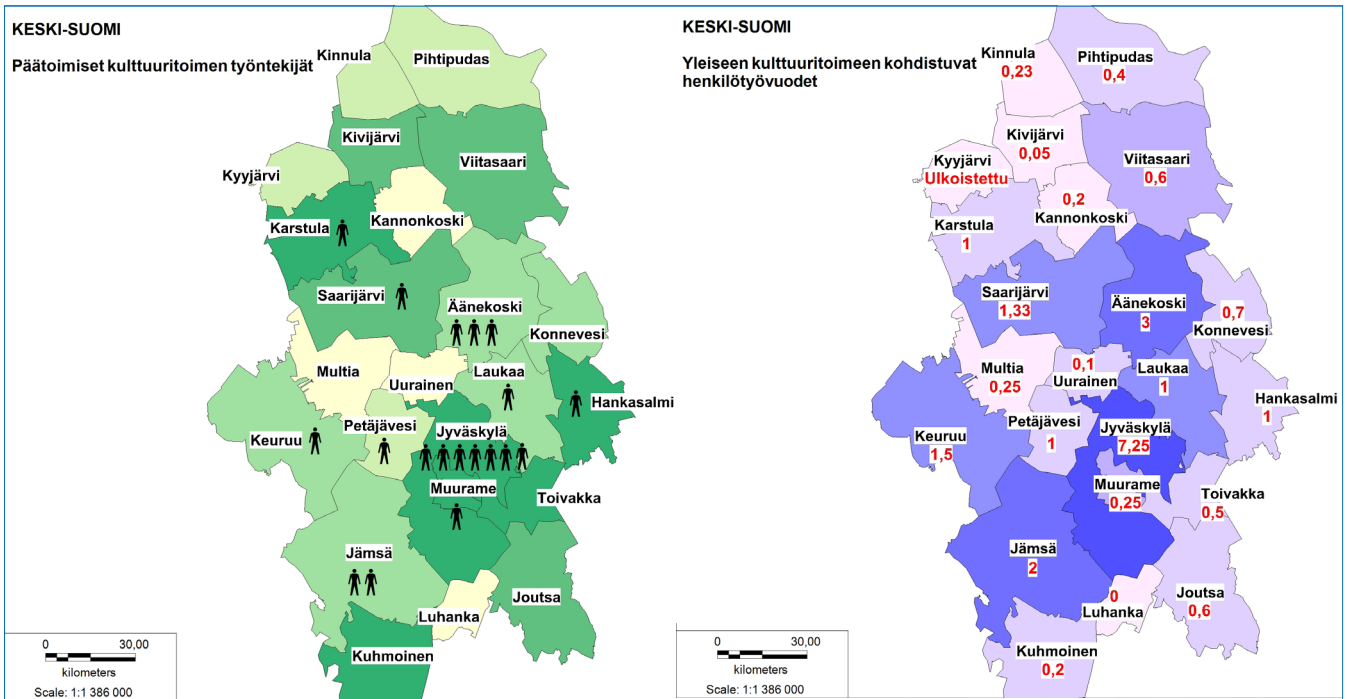 KESKI-SUOMI
Päätoimiset kulttuuritoimen työntekijät
Kinnula
Pihtipudas
Kivijärvi
Viitasaari
Kyyjärvi
Kannonkoski
Karstula
Saarijärvi
Äänekoski
Konnevesi
Multia
Uurainen
Laukaa
Hankasalmi
Keuruu
Petäjävesi
Jyväskylä
Muurame
Toivakka
Jämsä
Joutsa
Luhanka
Kuhmoinen
0 30,00
kilometers
Scale: 1:1 386 000
KESKI-SUOMI
Yleiseen kulttuuritoimeen kohdistuvat
henkilötyövuodet
Kinnula
0,23
Pihtipudas
0,4
Kivijärvi
0,05
Viitasaari
0,6
Kyyjärvi
Ulkoistettu
0,2
Kannonkoski
Karstula
1
Saarijärvi
1,33
Äänekoski
3
0,7
Konnevesi
Multia
0,25
0,1
Uurainen
Laukaa
1
Hankasalmi
1
Keuruu
1,5
Petäjävesi
1
Jyväskylä
7,25
Muurame
0,25
Toivakka
0,5
Jämsä
2
0
Luhanka
Joutsa
0,6
Kuhmoinen
0,2
0 30,00
kilometers
Scale: 1:1 386 000